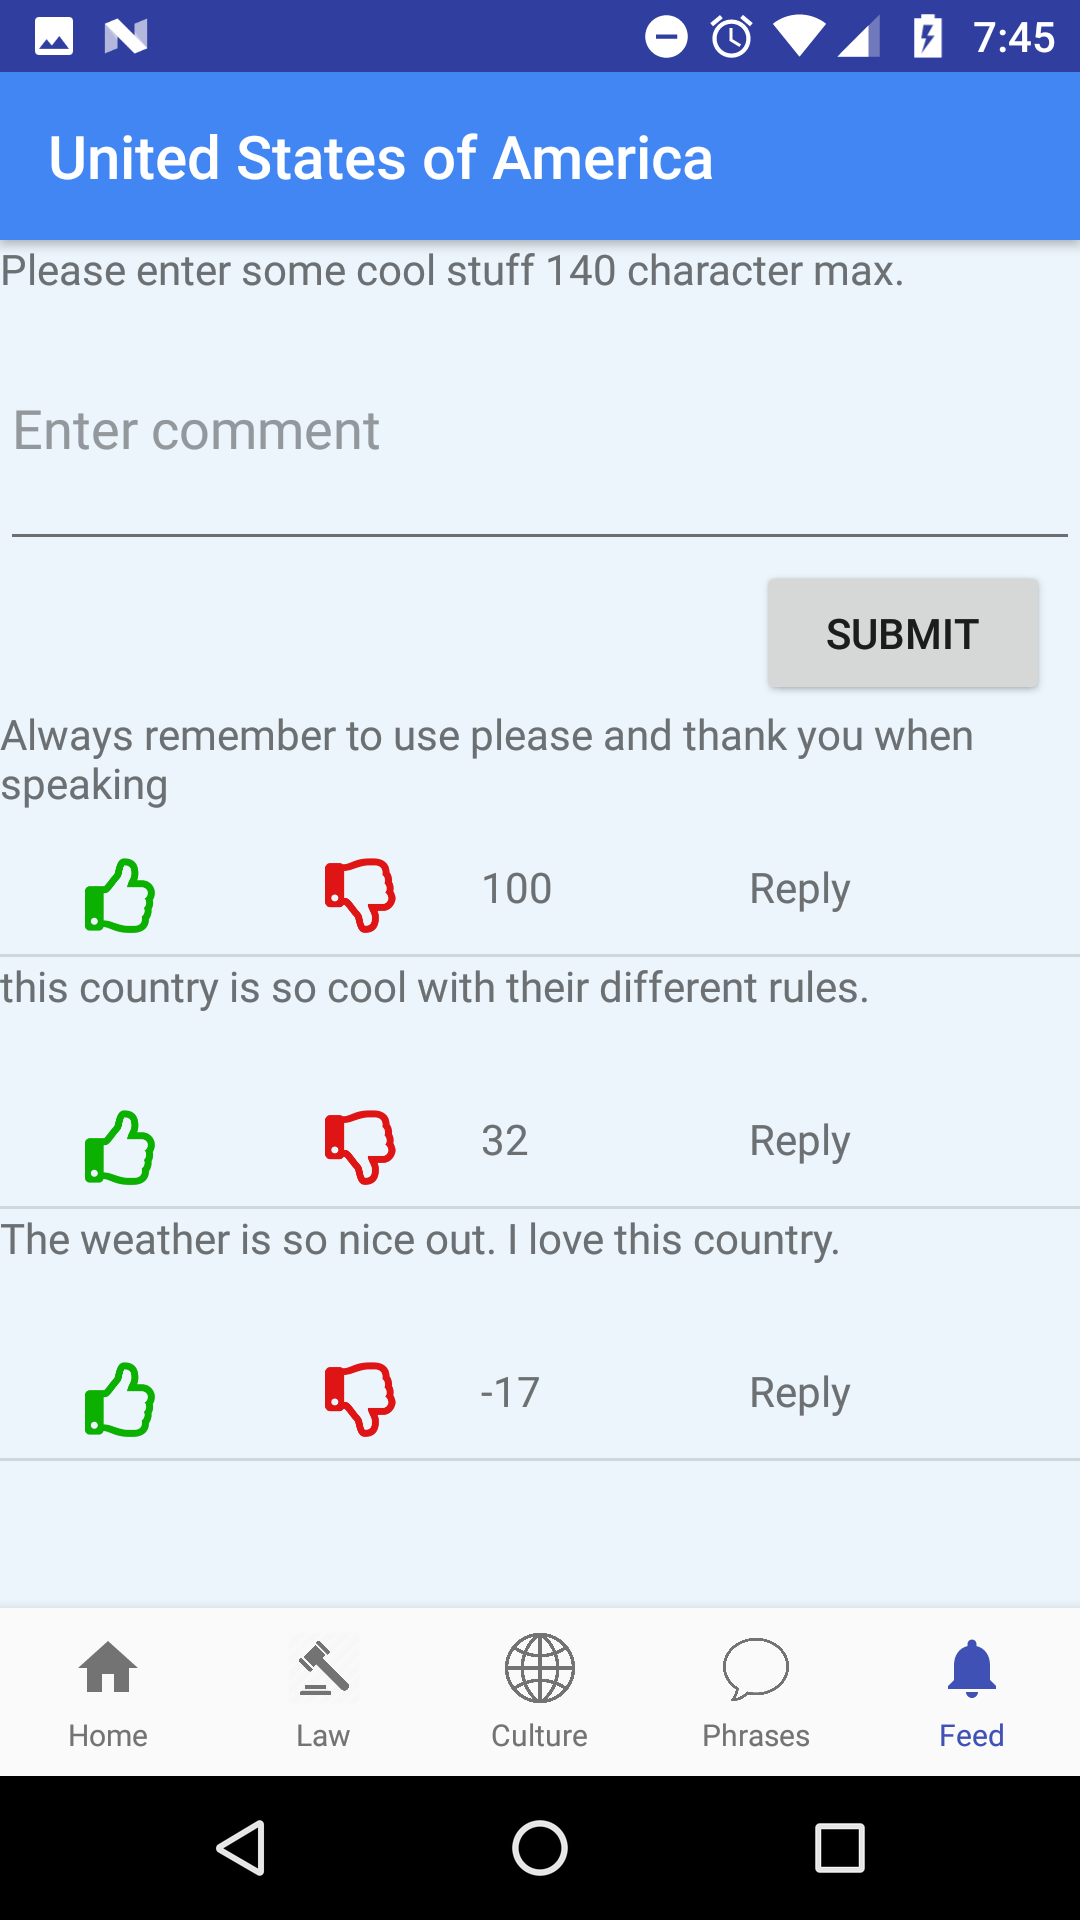 7:45
United States of America
Please enter some cool stuff 140 character max.
Enter comment
SUBMIT
Always remember to use please and thank you when
speaking
100 Reply
this country is so cool with their different rules.
32 Reply
The weather is so nice out. I love this country.
-17 Reply
Home Law Culture Phrases Feed